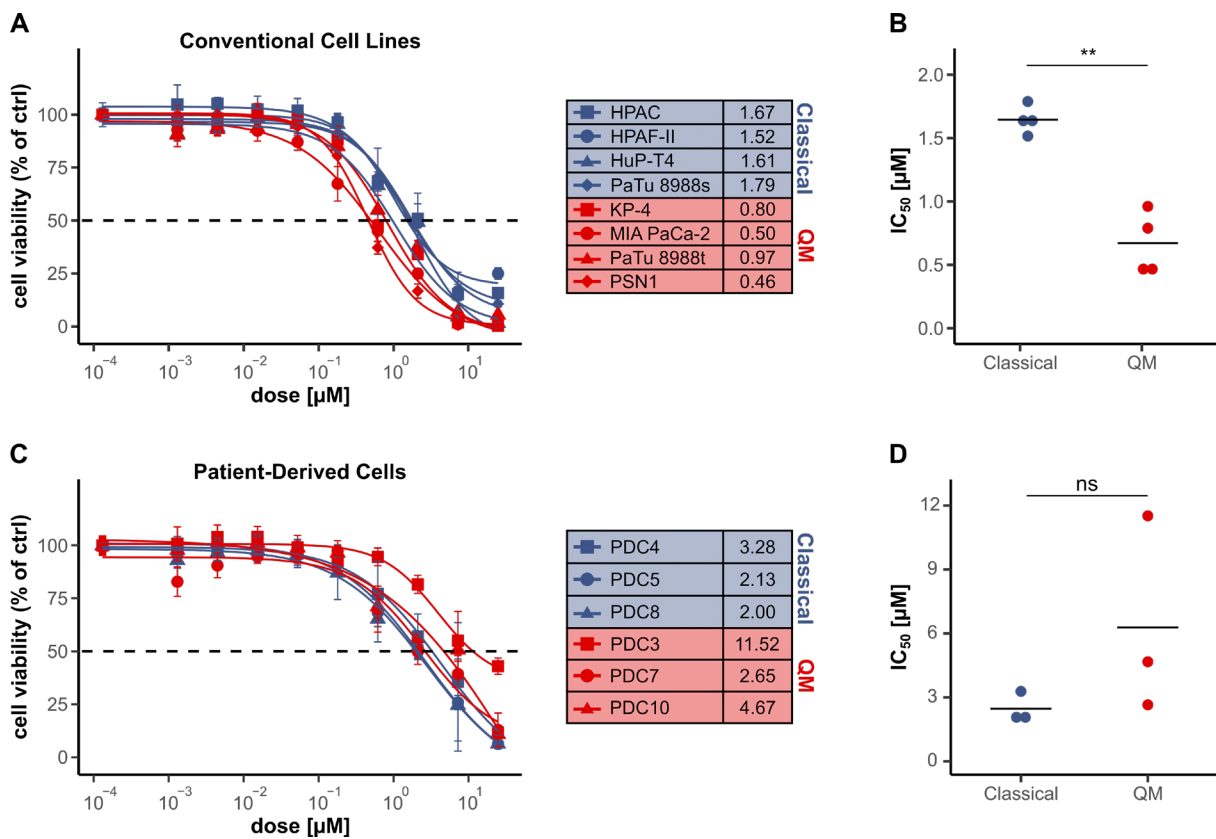 A
Conventional Cell Lines
cell viability (% of ctrl)
100
75
50
25
0
10⁻⁴ 10⁻³ 10⁻² 10⁻¹ 10⁰ 10¹
dose [µM]
HPAC 1.67
HPAF-II 1.52
HuP-T4 1.61
PaTu 8988s 1.79
KP-4 0.80
MIA PaCa-2 0.50
PaTu 8988t 0.97
PSN1 0.46
Classical
QM
B
**
IC₅₀ [µM]
2.0
1.5
1.0
0.5
0.0
Classical QM
C
Patient-Derived Cells
cell viability (% of ctrl)
100
75
50
25
0
10⁻⁴ 10⁻³ 10⁻² 10⁻¹ 10⁰ 10¹
dose [µM]
PDC4 3.28
PDC5 2.13
PDC8 2.00
PDC3 11.52
PDC7 2.65
PDC10 4.67
Classical
QM
D
ns
IC₅₀ [µM]
12
9
6
3
0
Classical QM